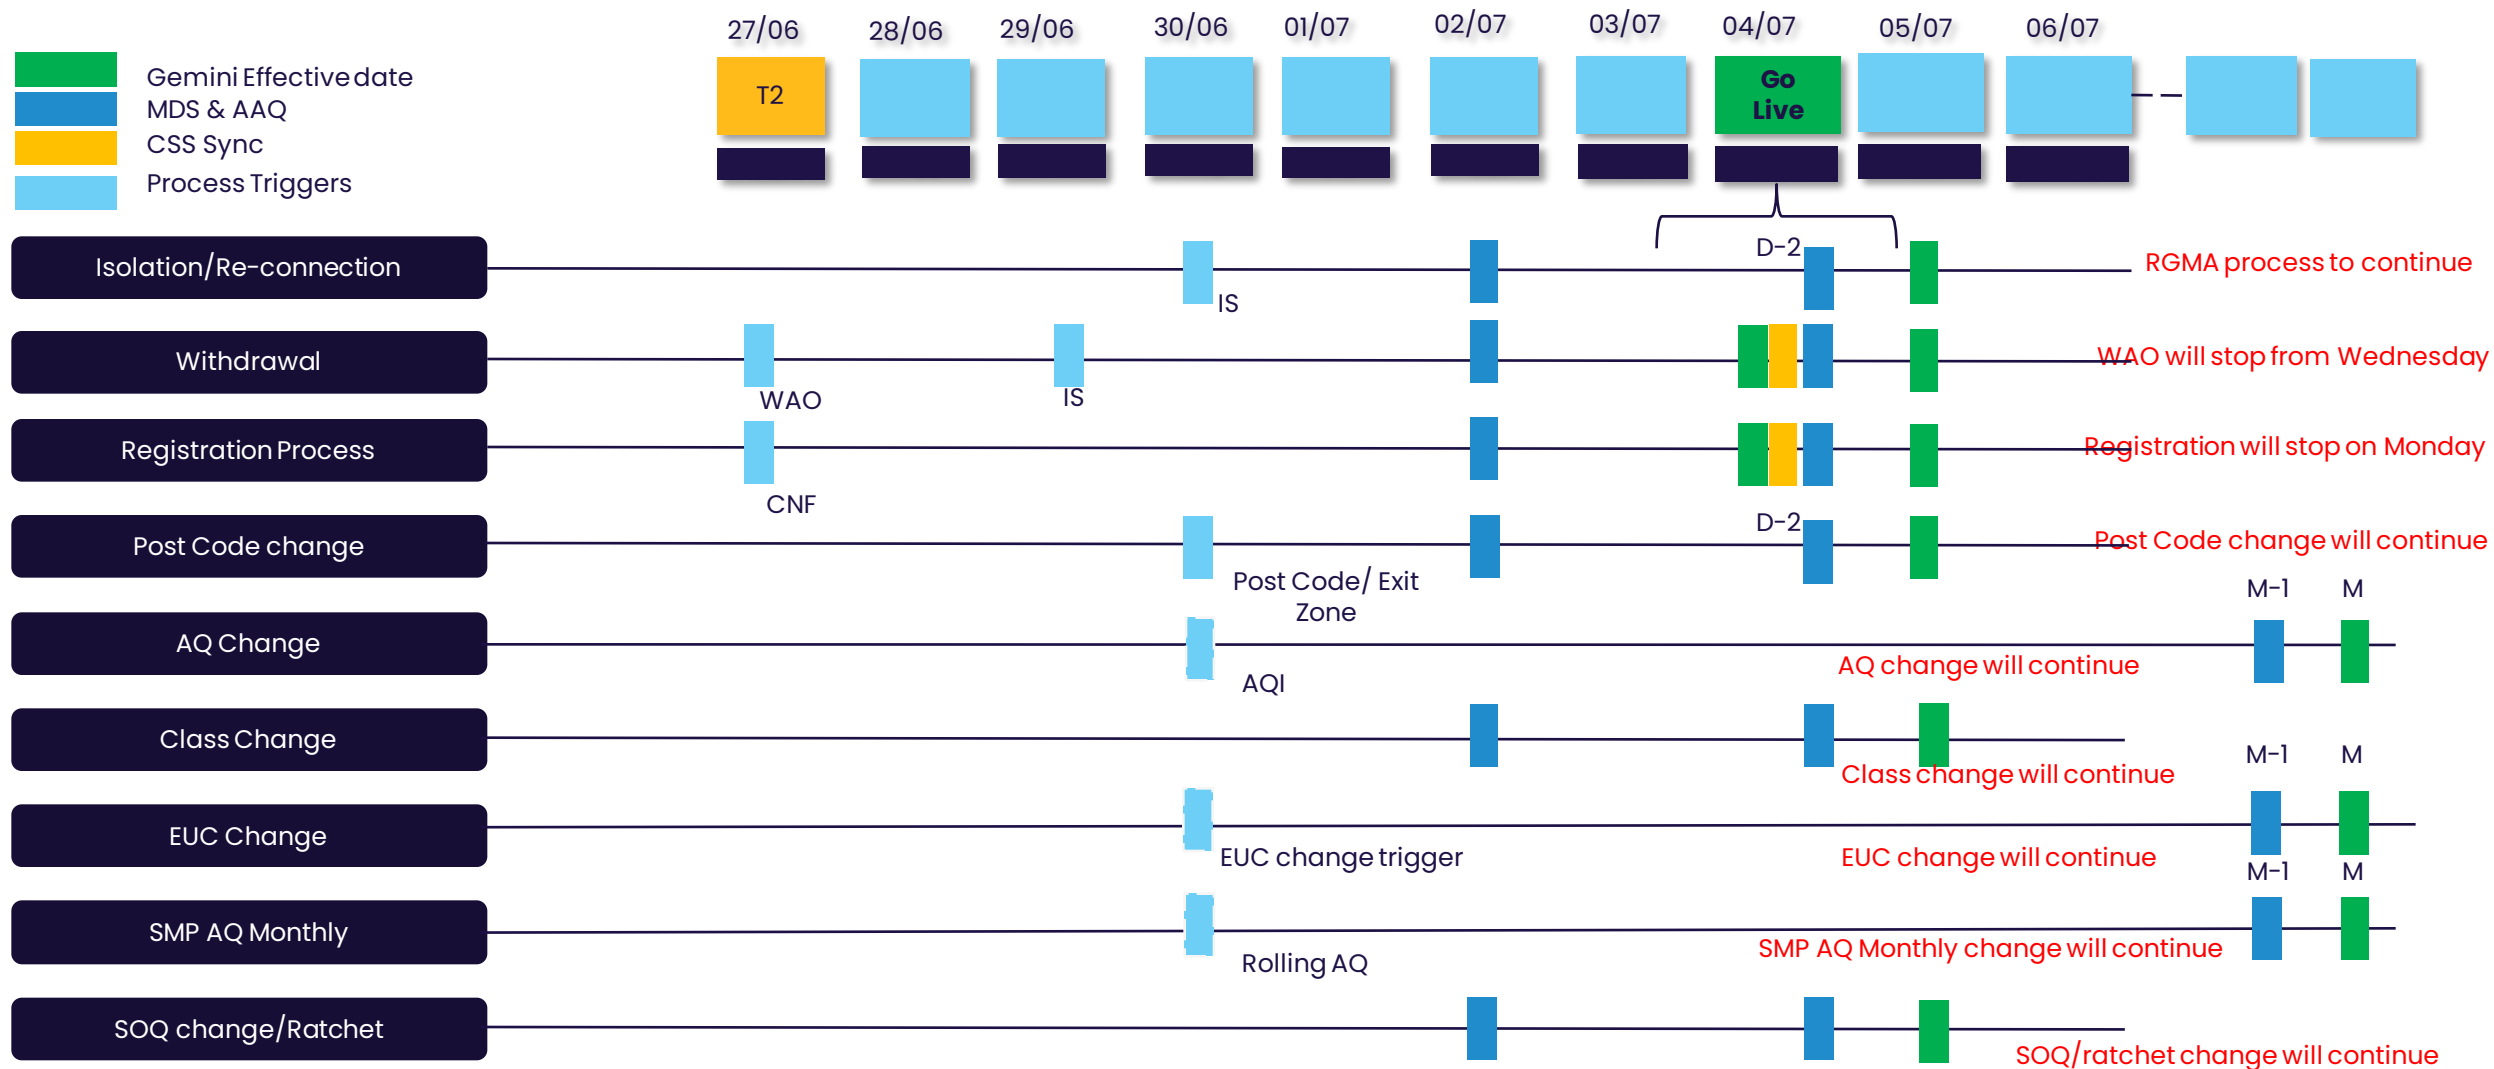 27/06
28/06
29/06
30/06
01/07
02/07
03/07
04/07
05/07
06/07
Gemini Effective date
MDS & AAQ
CSS Sync
Process Triggers
T2
Go
Live
Isolation/Re-connection
IS
D-2
RGMA process to continue
Withdrawal
WAO
IS
WAO will stop from Wednesday
Registration Process
CNF
Registration will stop on Monday
Post Code change
D-2
Post Code change will continue
Post Code/ Exit
Zone
M-1
M
AQ Change
AQI
AQ change will continue
Class Change
Class change will continue
M-1
M
EUC Change
EUC change trigger
EUC change will continue
M-1
M
SMP AQ Monthly
Rolling AQ
SMP AQ Monthly change will continue
SOQ change/Ratchet
SOQ/ratchet change will continue